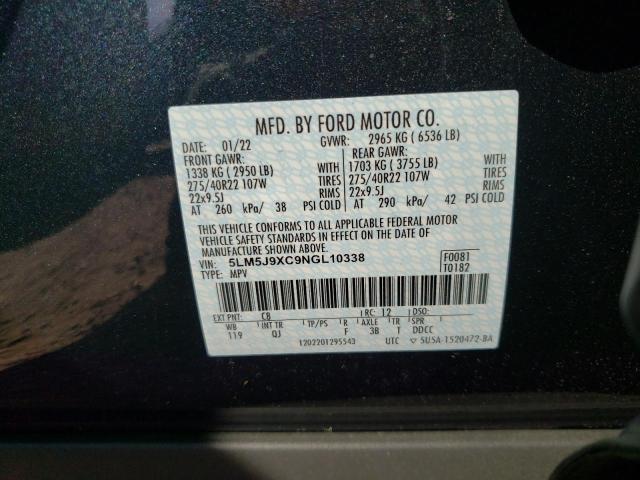 MFD. BY FORD MOTOR CO.
DATE: 01/22 GVWR: 2965 KG ( 6536 LB)
FRONT GAWR: REAR GAWR:
1338 KG ( 2950 LB) WITH 1703 KG ( 3755 LB) WITH
275/40R22 107W TIRES 275/40R22 107W TIRES
22x9.5J RIMS 22x9.5J RIMS
AT 260 kPa/ 38 PSI COLD AT 290 kPa/ 42 PSI COLD
THIS VEHICLE CONFORMS TO ALL APPLICABLE FEDERAL MOTOR
VEHICLE SAFETY STANDARDS IN EFFECT ON THE DATE OF
MANUFACTURE SHOWN ABOVE.
VIN: 5LM5J9XC9NGL10338 F0081
TYPE: MPV T0182
EXT PNT: C8 RC: 12 DSO:
WB INT TR TP/PS R AXLE TR SPR
119 QJ F 3B T DDCC
1202201295543 UTC ▽ 5USA-1520472-BA